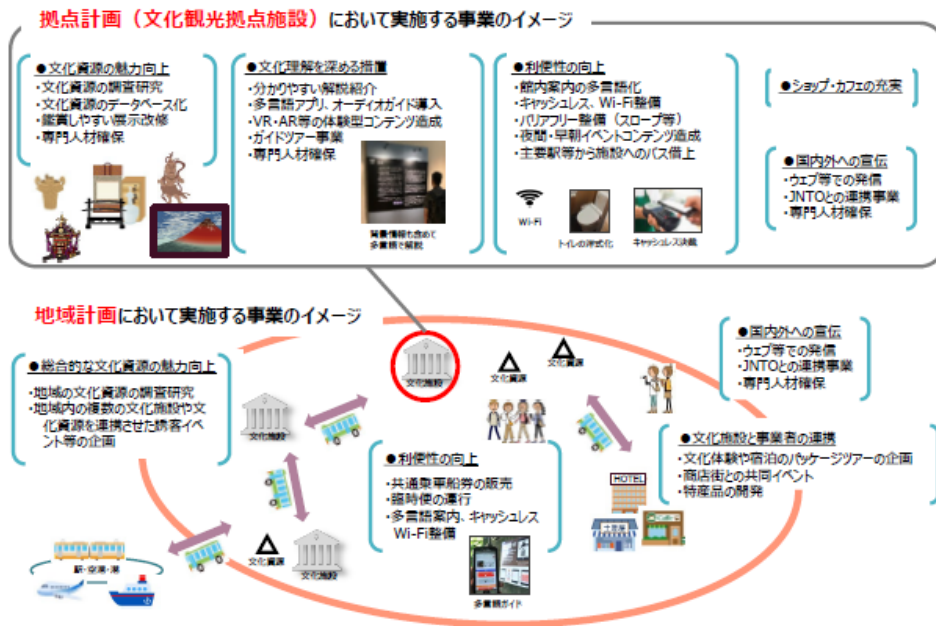 拠点計画（文化観光拠点施設）において実施する事業のイメージ
●文化資源の魅力向上
・文化資源の調査研究
・文化資源のデータベース化
・鑑賞しやすい展示改修
・専門人材確保
●文化理解を深める措置
・分かりやすい解説紹介
・多言語アプリ、オーディオガイド導入
・VR・AR等の体験型コンテンツ造成
・ガイドツアー事業
・専門人材確保
背景情報も含めて
多言語で解説
●利便性の向上
・館内案内の多言語化
・キャッシュレス、Wi-Fi整備
・バリアフリー整備（スロープ等）
・夜間・早朝イベントコンテンツ造成
・主要駅等から施設へのバス借上
Wi-Fi
トイレの洋式化
キャッシュレス決裁
●ショップ・カフェの充実
●国内外への宣伝
・ウェブ等での発信
・JNTOとの連携事業
・専門人材確保
地域計画において実施する事業のイメージ
●総合的な文化資源の魅力向上
・地域の文化資源の調査研究
・地域内の複数の文化施設や文
化資源を連携させた誘客イベ
ント等の企画
文化施設
文化資源
文化資源
文化施設
●国内外への宣伝
・ウェブ等での発信
・JNTOとの連携事業
・専門人材確保
●利便性の向上
・共通乗車船券の販売
・臨時便の運行
・多言語案内、キャッシュレス
Wi-Fi整備
多言語ガイド
●文化施設と事業者の連携
・文化体験や宿泊のパッケージツアーの企画
・商店街との共同イベント
・特産品の開発
HOTEL
土産屋
文化資源
文化施設
駅・空港・港